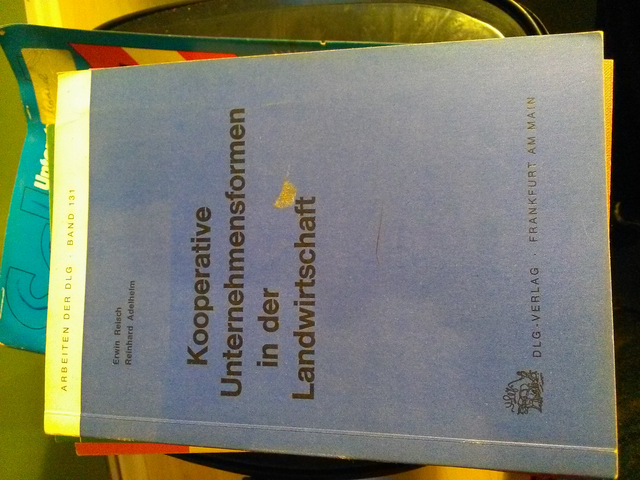 ARBEITEN DER DLG · BAND 131
Erwin Reisch
Reinhard Adelhelm
Kooperative
Unternehmensformen
in der
Landwirtschaft
DLG-VERLAG · FRANKFURT AM MAIN